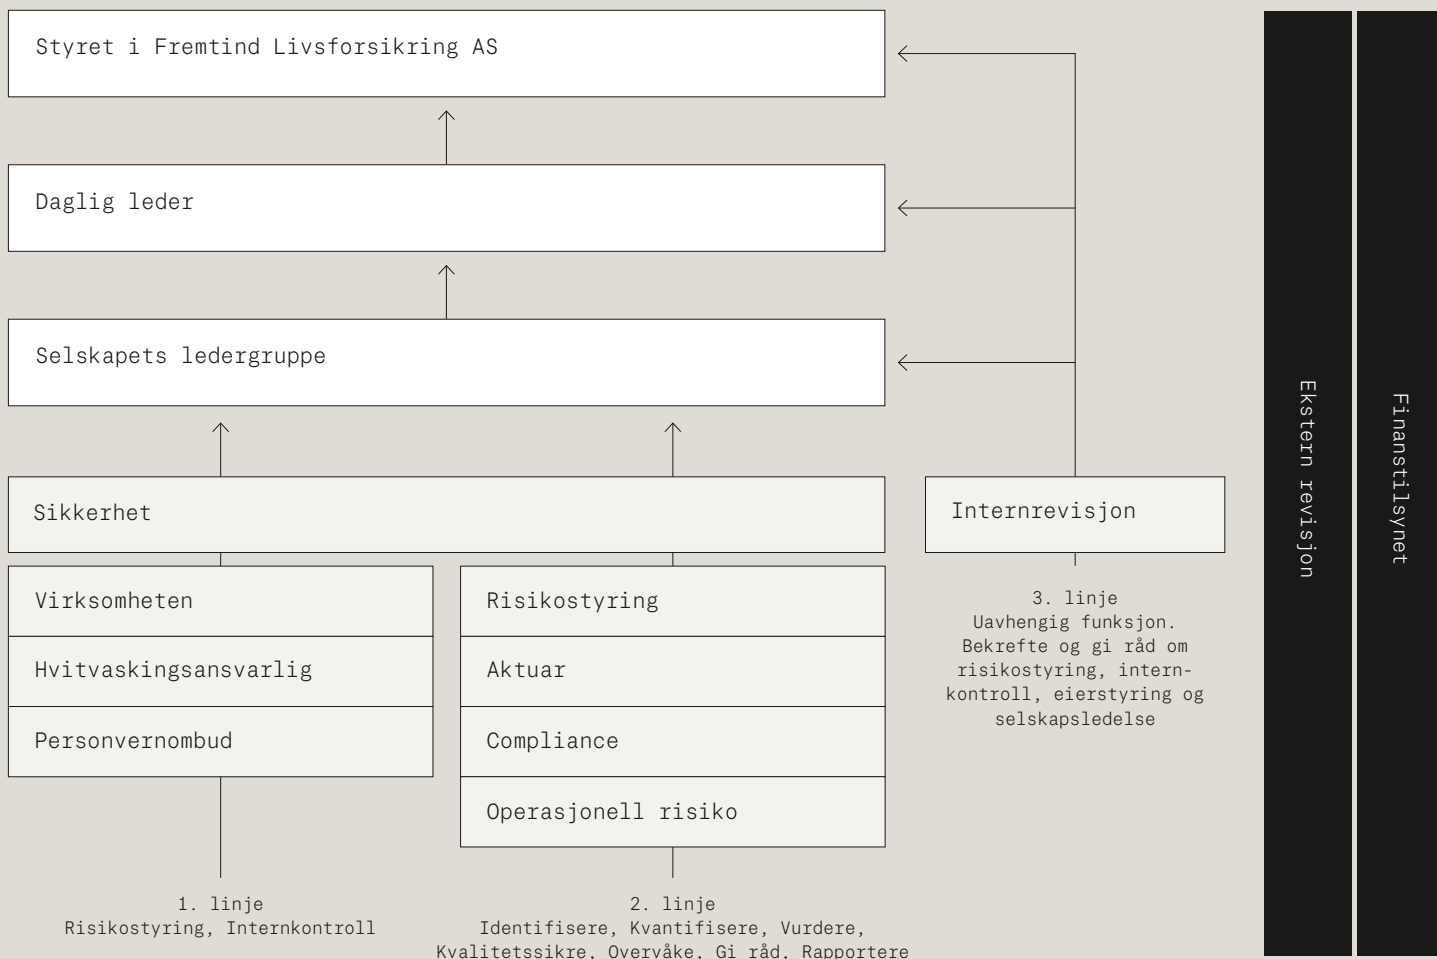 Styret i Fremtind Livsforsikring AS
Daglig leder
Selskapets ledergruppe
Sikkerhet
Virksomheten
Hvitvaskingsansvarlig
Personvernombud
1. linje
Risikostyring, Internkontroll
Risikostyring
Aktuar
Compliance
Operasjonell risiko
2. linje
Identifisere, Kvantifisere, Vurdere,
Kvalitetssikre, Overvåke, Gi råd, Rapportere
Internrevisjon
3. linje
Uavhengig funksjon.
Bekrefte og gi råd om
risikostyring, intern-
kontroll, eierstyring og
selskapsledelse
Ekstern revisjon
Finanstilsynet